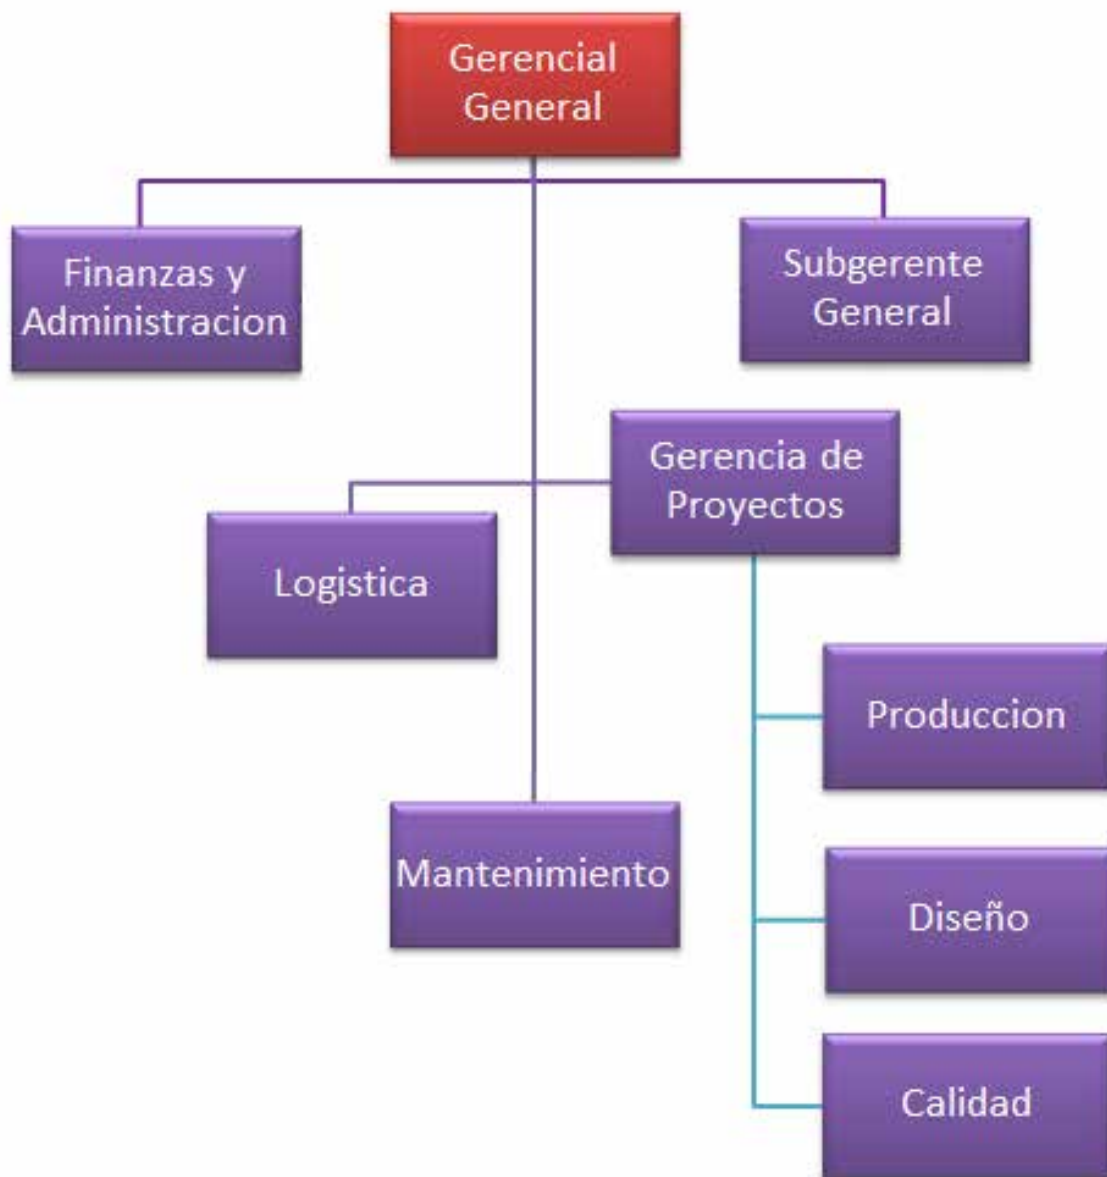 Gerencial
General
Finanzas y
Administracion
Subgerente
General
Gerencia de
Proyectos
Logistica
Produccion
Mantenimiento
Diseño
Calidad